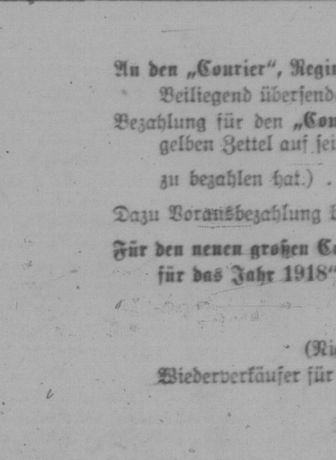 An den „Courier“, Regi
Beiliegend übersend
Bezahlung für den „Cou
gelben Zettel auf sei
zu bezahlen hat.) .
Dazu Vorausbezahlung
Für den neuen großen C
für das Jahr 1918“
(Ni
Wiederverkäufer für